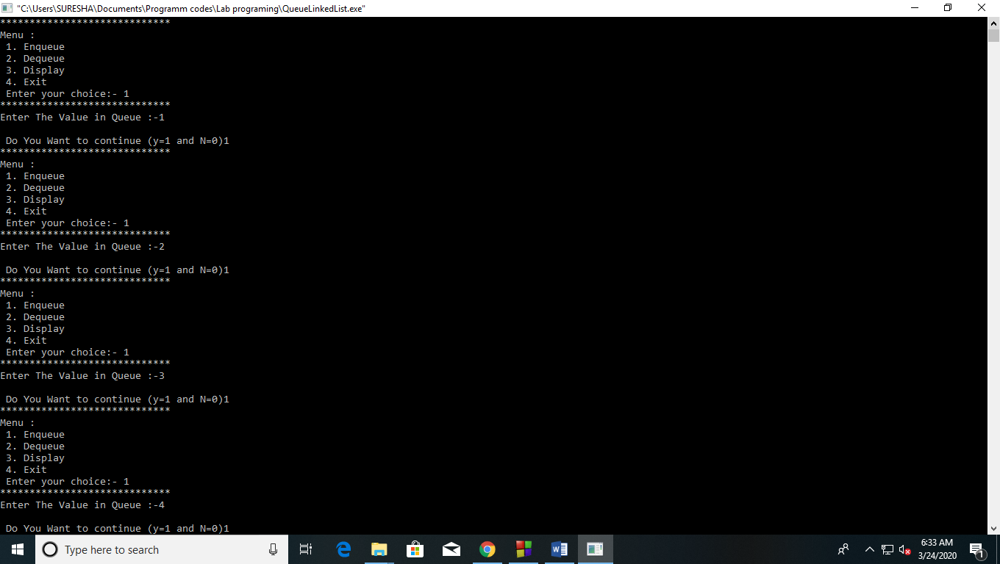 "C:\Users\SURESHA\Documents\Programm codes\Lab programing\QueueLinkedList.exe"
*****************************
Menu :
 1. Enqueue
 2. Dequeue
 3. Display
 4. Exit
 Enter your choice:- 1
*****************************
Enter The Value in Queue :-1
 Do You Want to continue (y=1 and N=0)1
*****************************
Menu :
 1. Enqueue
 2. Dequeue
 3. Display
 4. Exit
 Enter your choice:- 1
*****************************
Enter The Value in Queue :-2
 Do You Want to continue (y=1 and N=0)1
*****************************
Menu :
 1. Enqueue
 2. Dequeue
 3. Display
 4. Exit
 Enter your choice:- 1
*****************************
Enter The Value in Queue :-3
 Do You Want to continue (y=1 and N=0)1
*****************************
Menu :
 1. Enqueue
 2. Dequeue
 3. Display
 4. Exit
 Enter your choice:- 1
*****************************
Enter The Value in Queue :-4
 Do You Want to continue (y=1 and N=0)1
Type here to search
6:33 AM
3/24/2020
1